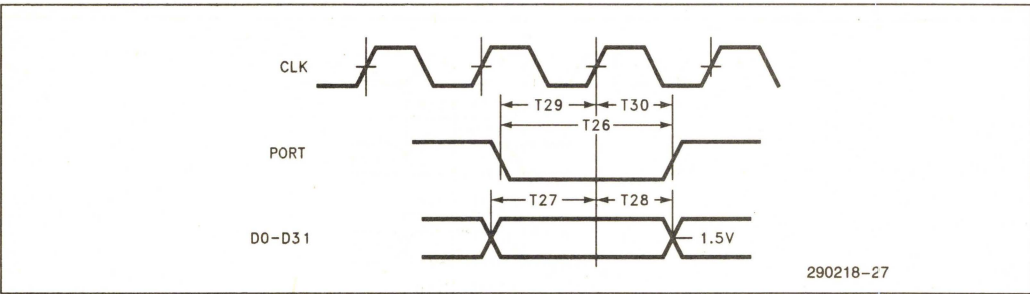 CLK
T29 T30
T26
PORT
T27 T28
D0-D31 1.5V
290218-27